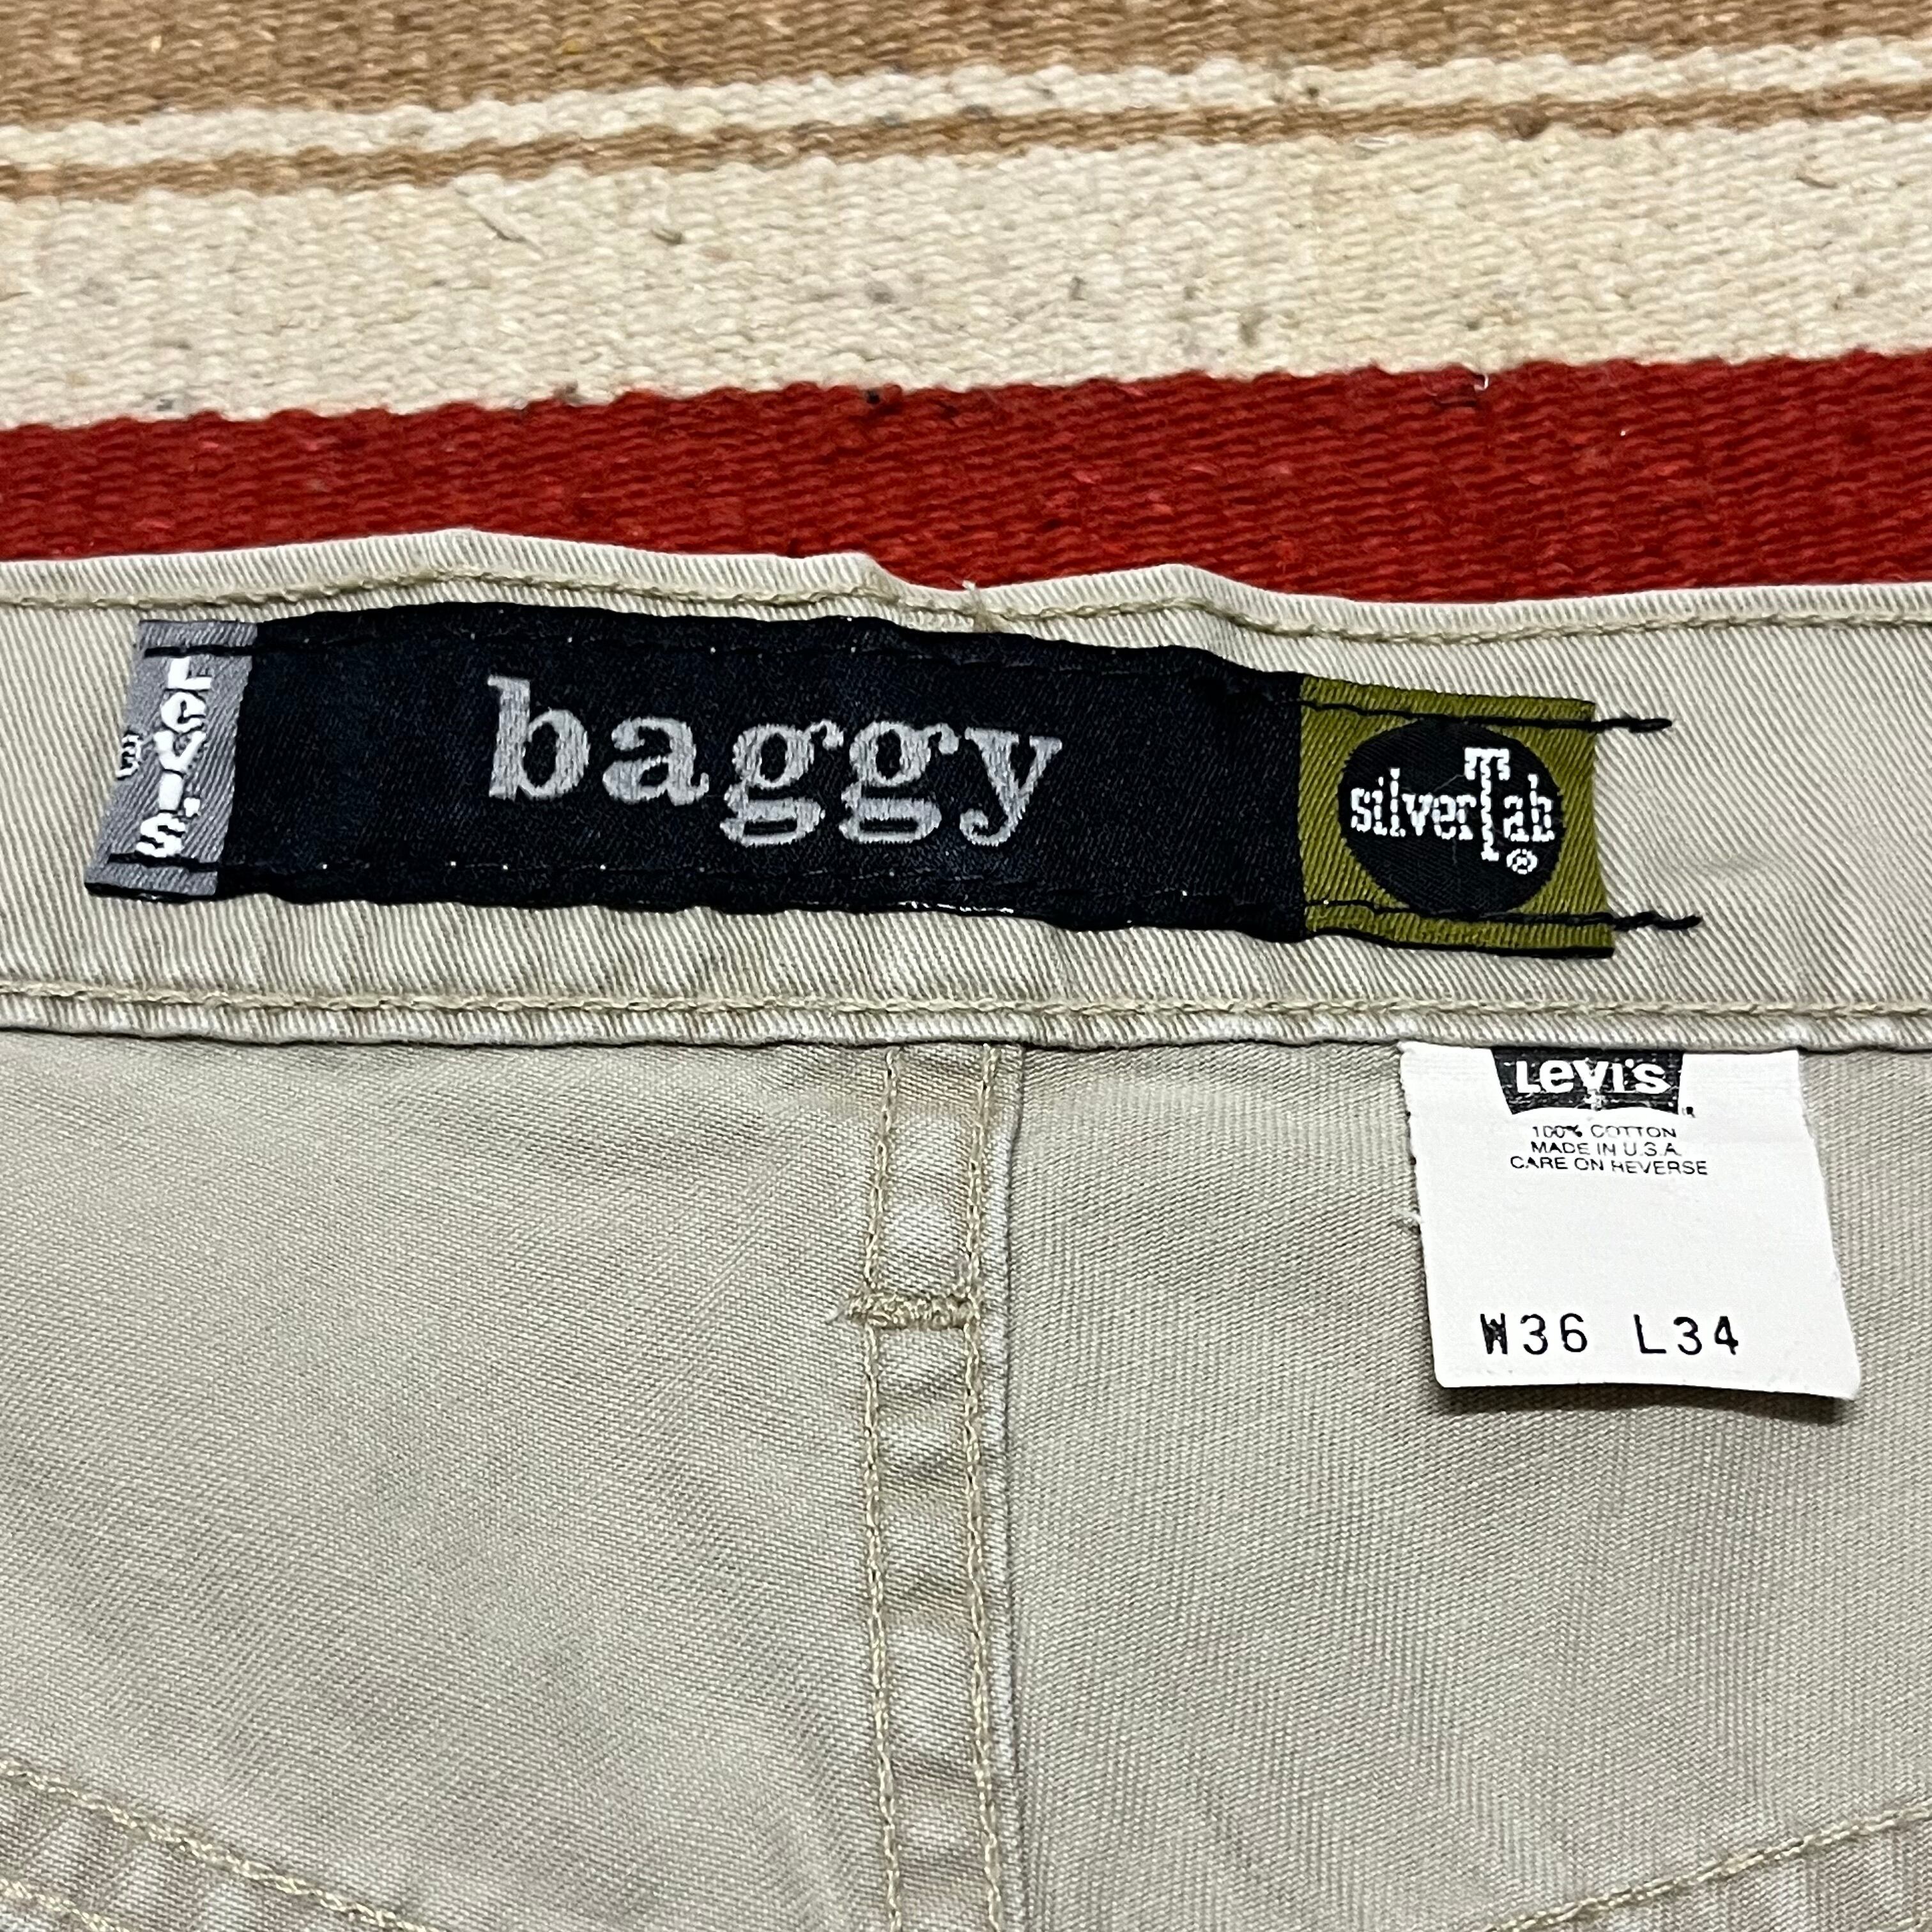 Levi's
®
baggy
silverTab
®
Levi's
®
100% COTTON
MADE IN U.S.A.
CARE ON REVERSE
W36 L34